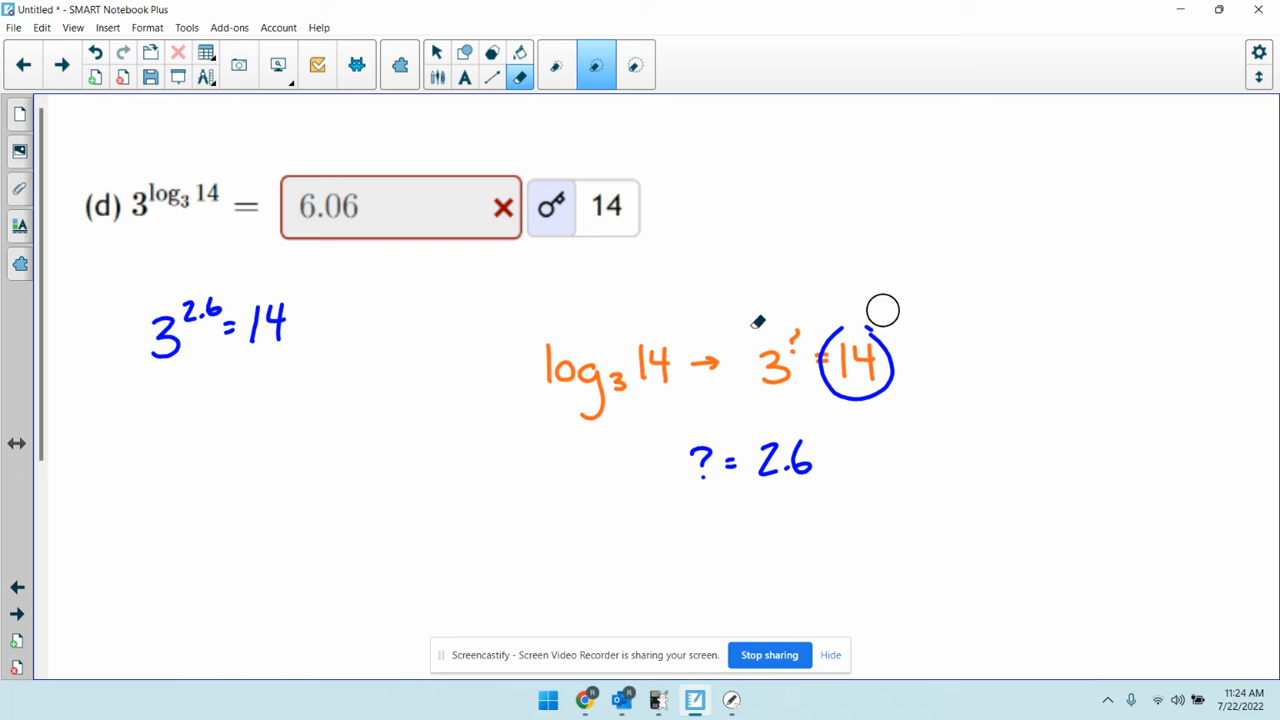 Untitled * - SMART Notebook Plus
File Edit View Insert Format Tools Add-ons Account Help
(d) 3^{log_3 14} = 6.06 14
3^{2.6} = 14
log_3 14 → 3^? = 14
? = 2.6
Screencastify - Screen Video Recorder is sharing your screen. Stop sharing Hide
11:24 AM
7/22/2022